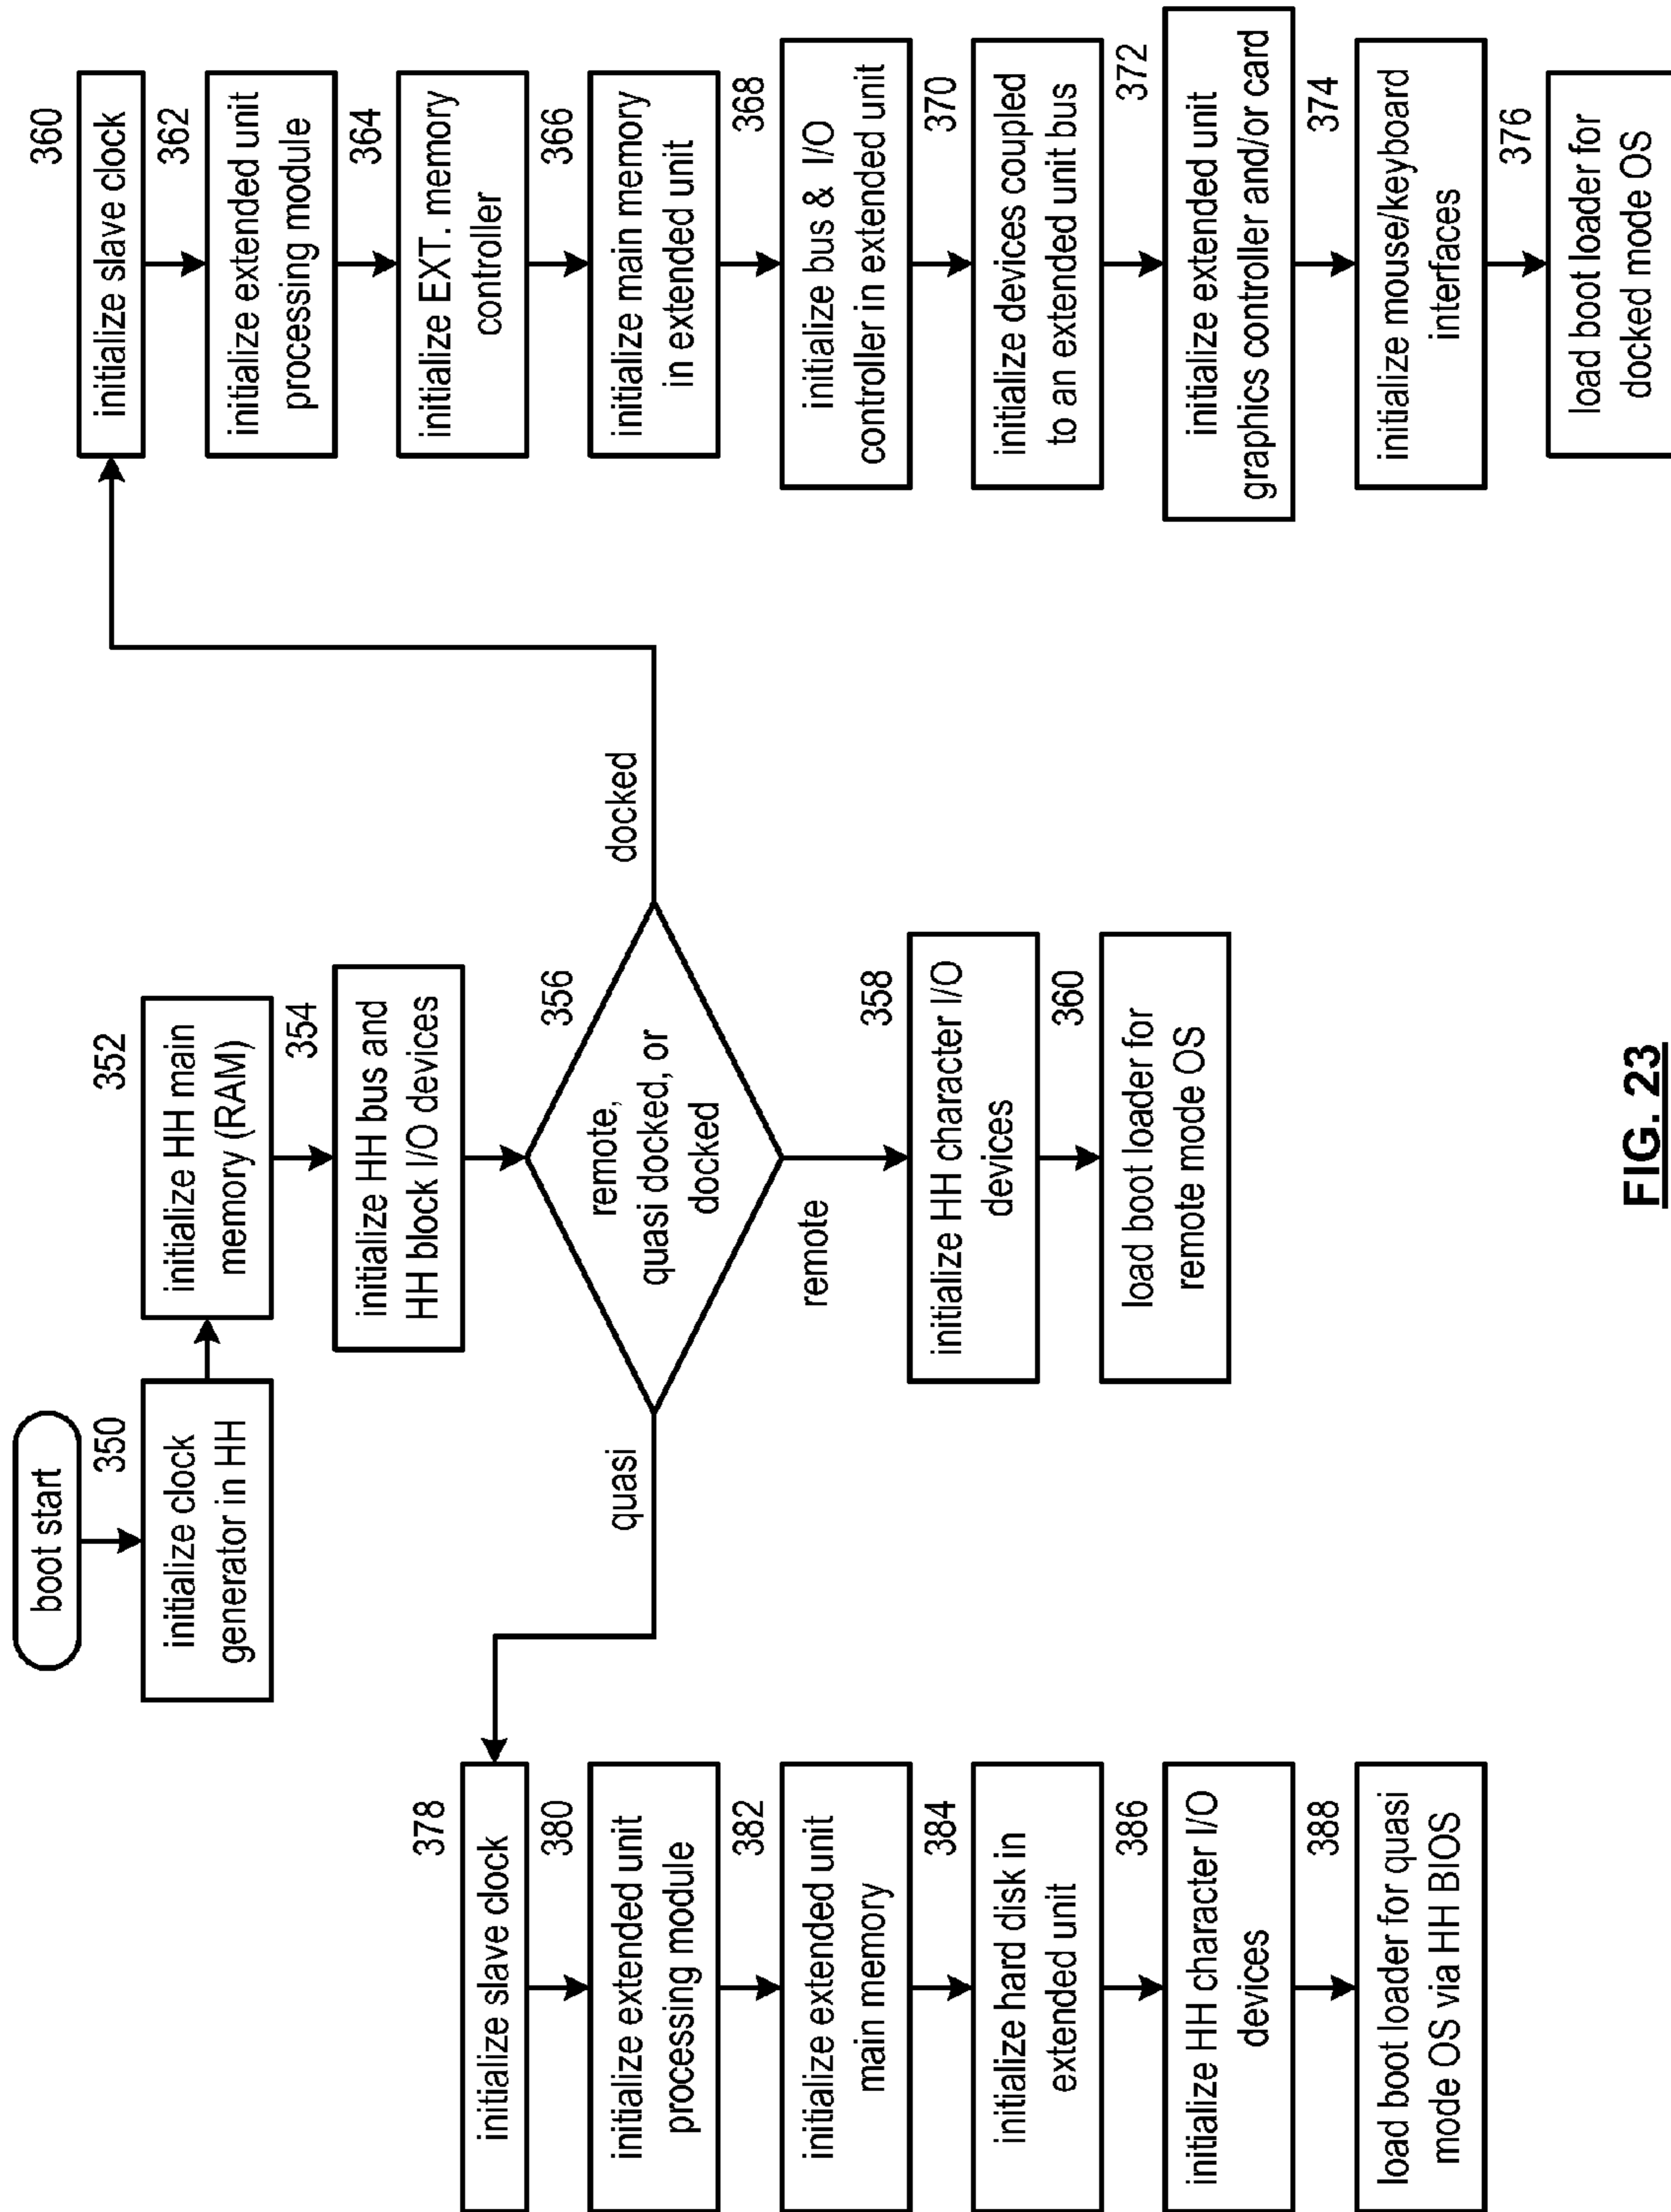 boot start
350
initialize clock
generator in HH
352
initialize HH main
memory (RAM)
354
initialize HH bus and
HH block I/O devices
356
remote,
quasi docked, or
docked
quasi
remote
docked
358
initialize HH character I/O
devices
360
load boot loader for
remote mode OS
378
initialize slave clock
380
initialize extended unit
processing module
382
initialize extended unit
main memory
384
initialize hard disk in
extended unit
386
initialize HH character I/O
devices
388
load boot loader for quasi
mode OS via HH BIOS
360
initialize slave clock
362
initialize extended unit
processing module
364
initialize EXT. memory
controller
366
initialize main memory
in extended unit
368
initialize bus & I/O
controller in extended unit
370
initialize devices coupled
to an extended unit bus
372
initialize extended unit
graphics controller and/or card
374
initialize mouse/keyboard
interfaces
376
load boot loader for
docked mode OS
FIG. 23